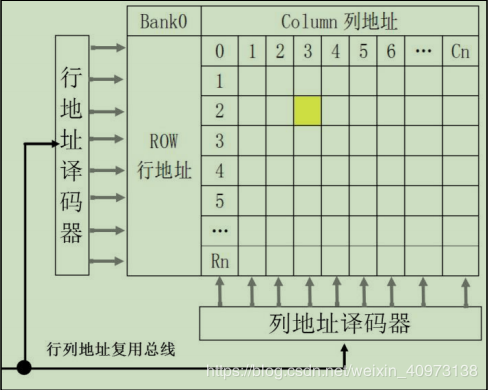 Bank0 Column 列地址
0 1 2 3 4 5 6 … Cn
1
2
3
4
5
…
Rn
ROW
行地址
行地址译码器
列地址译码器
行列地址复用总线
https://blog.csdn.net/weixin_40973138